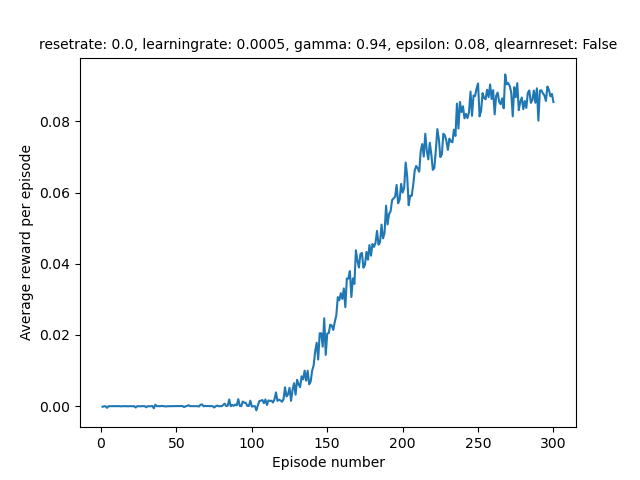 resetrate: 0.0, learningrate: 0.0005, gamma: 0.94, epsilon: 0.08, qlearnreset: False
0.08
0.06
0.04
0.02
0.00
Average reward per episode
0 50 100 150 200 250 300
Episode number